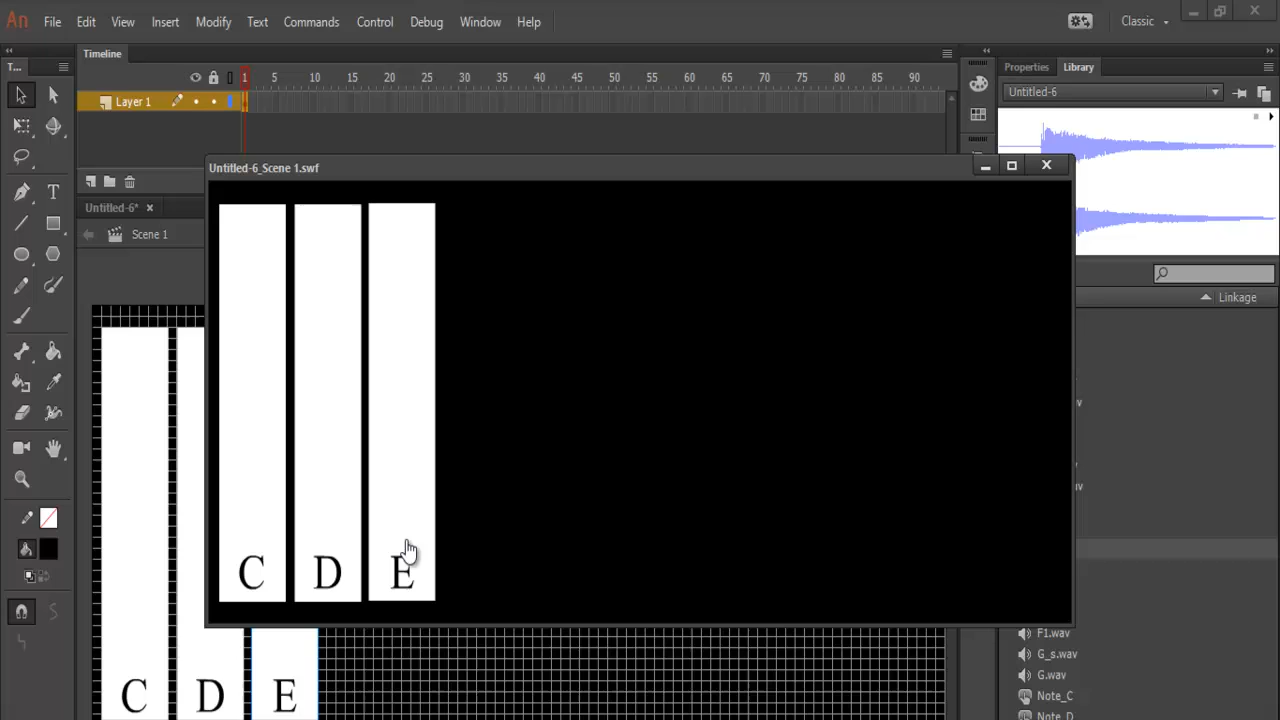 An File Edit View Insert Modify Text Commands Control Debug Window Help Classic
T... Timeline Properties Library
1 5 10 15 20 25 30 35 40 45 50 55 60 65 70 75 80 85 90
Untitled-6
Layer 1
Untitled-6_Scene 1.swf
Untitled-6*
Scene 1
Linkage
C D E
F1.wav
G_s.wav
G.wav
C D E
Note_C
Note_D